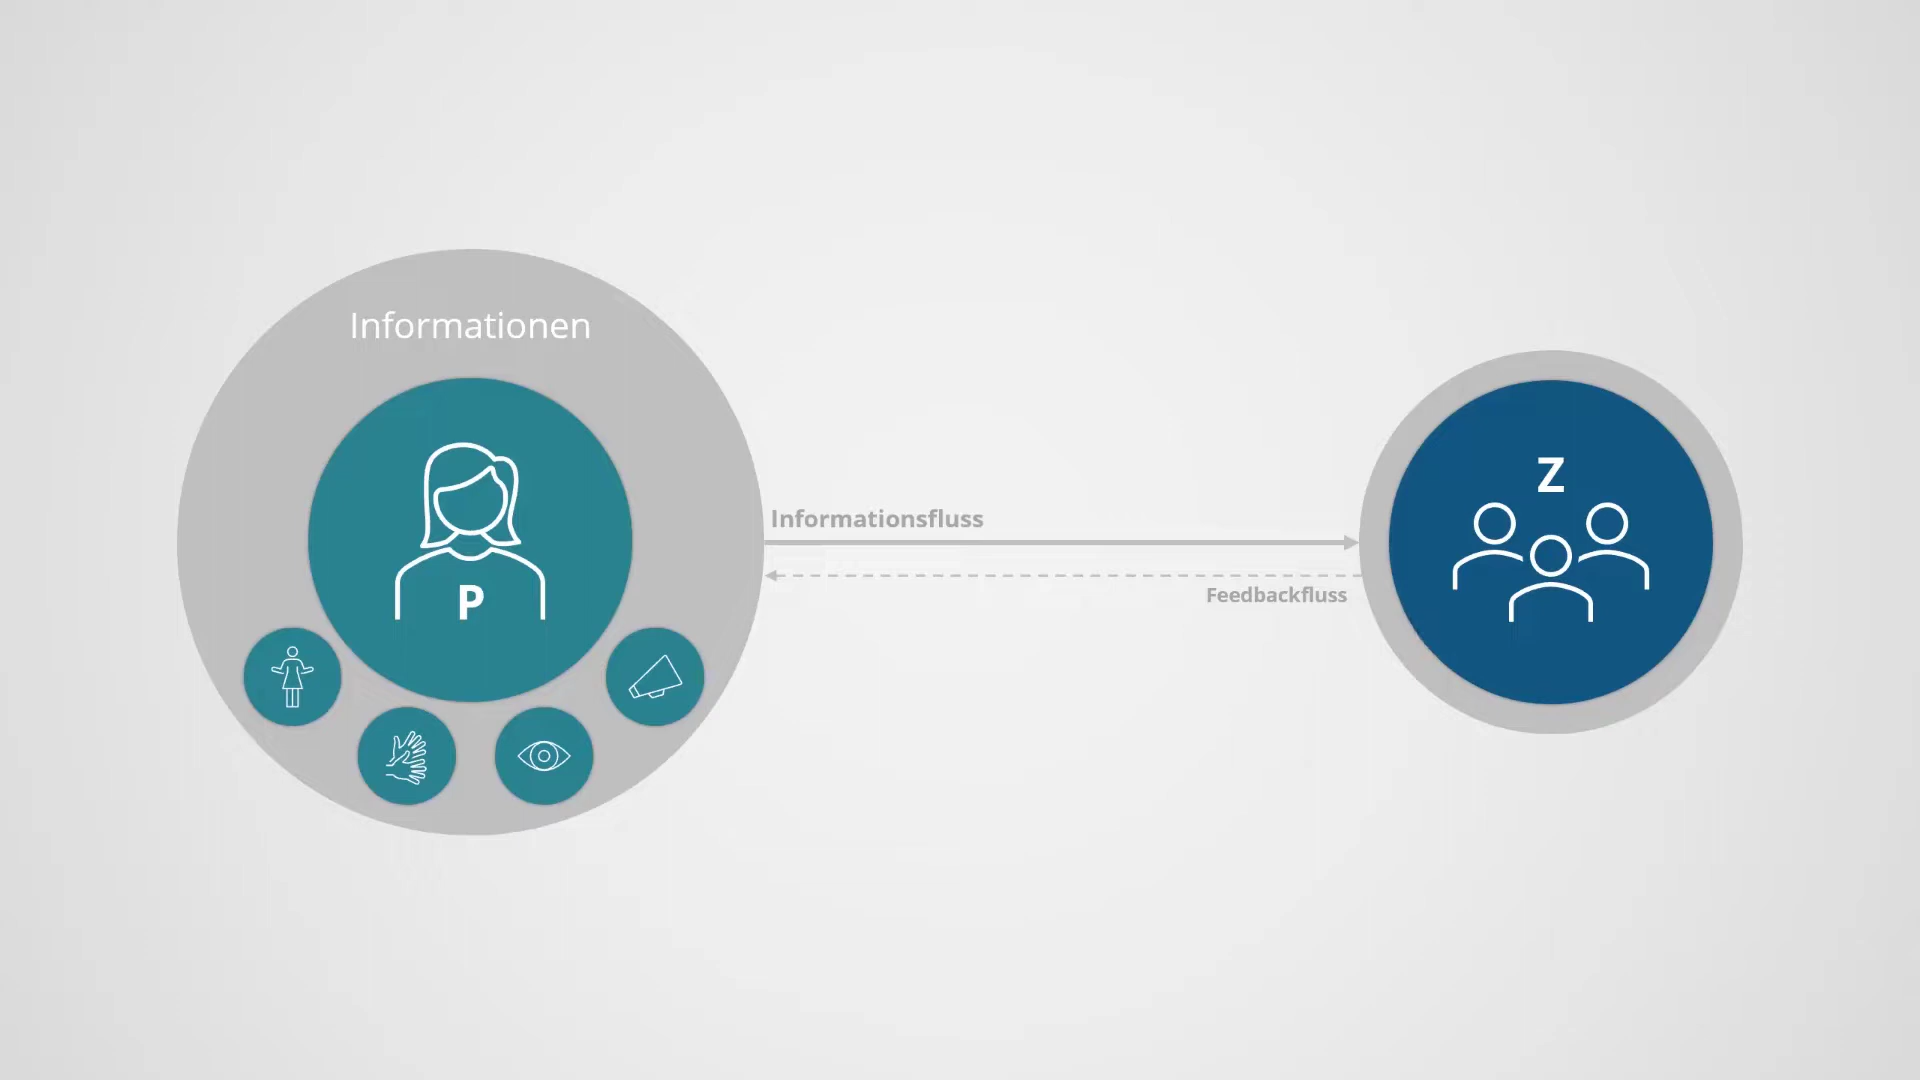 Informationen
P
Informationsfluss
Feedbackfluss
Z